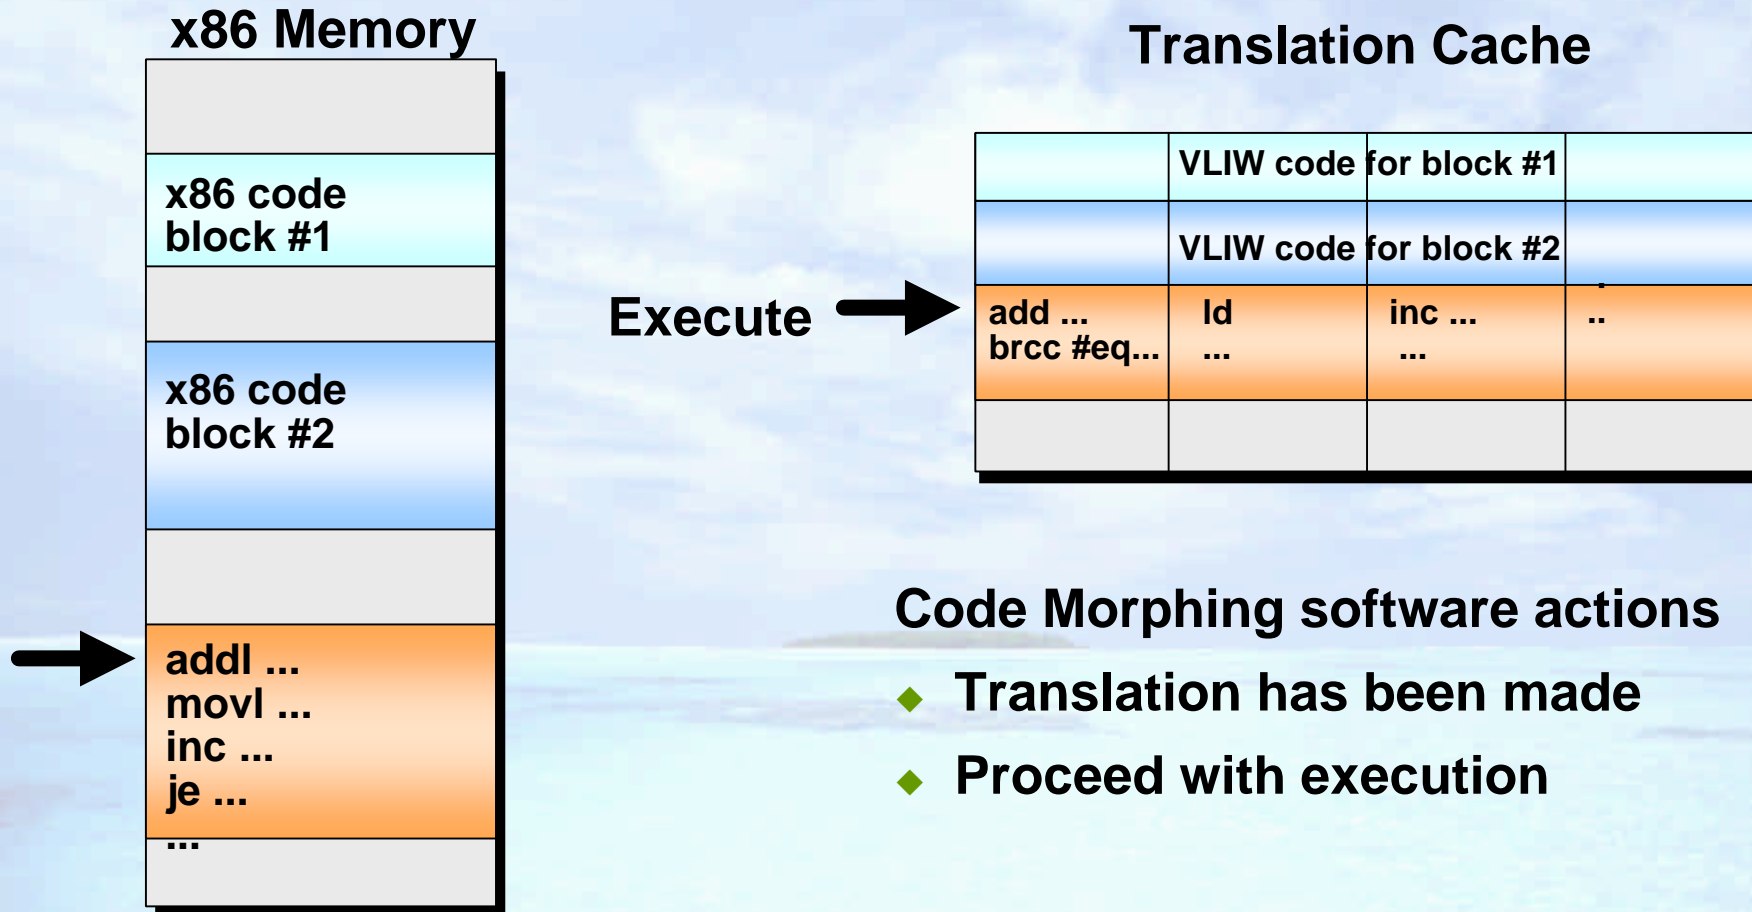 x86 Memory
x86 code
block #1
x86 code
block #2
addl ...
movl ...
inc ...
je ...
...
Translation Cache
VLIW code for block #1
VLIW code for block #2
Execute
add ... ld inc ... ...
brcc #eq... ... ...
Code Morphing software actions
Translation has been made
Proceed with execution